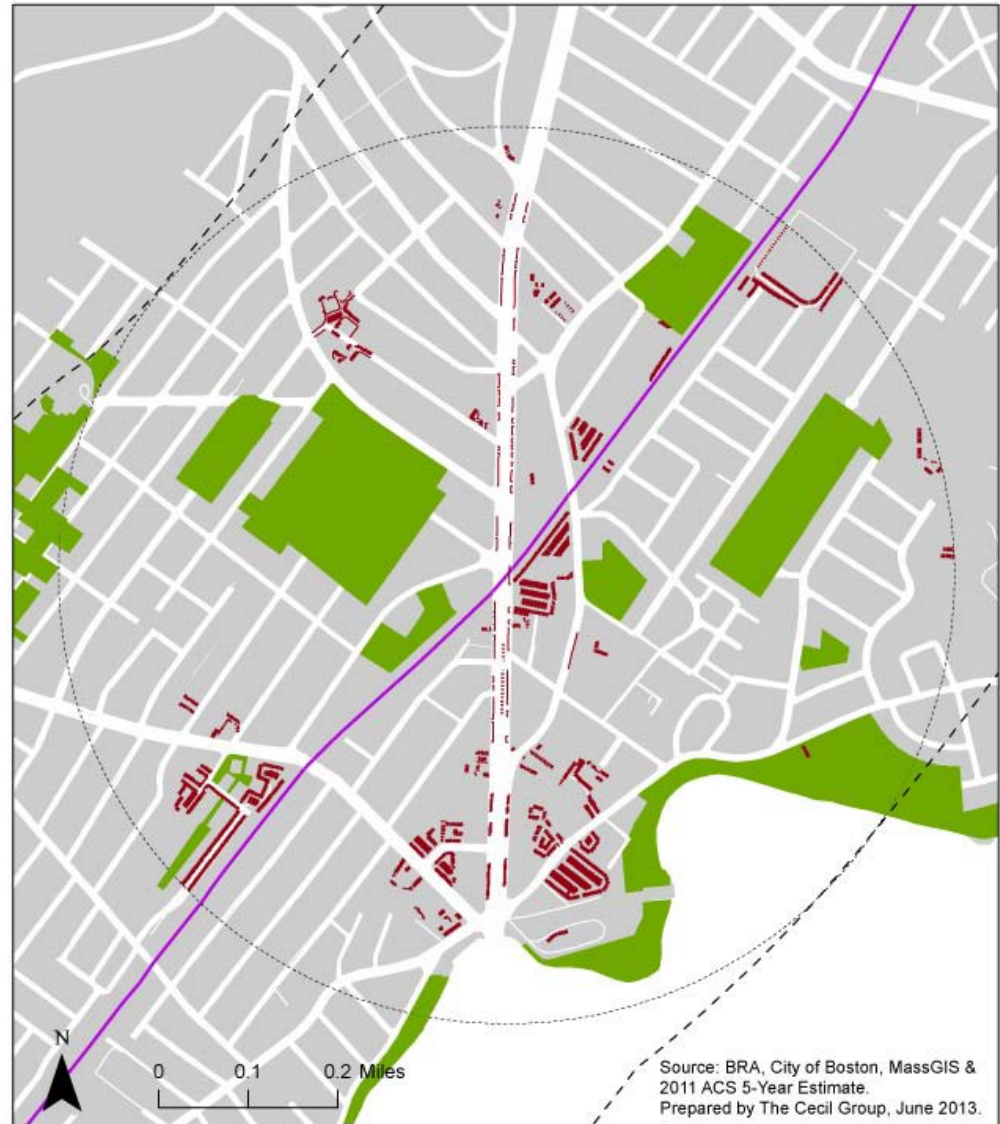 N
0 0.1 0.2 Miles
Source: BRA, City of Boston, MassGIS &
2011 ACS 5-Year Estimate.
Prepared by The Cecil Group, June 2013.